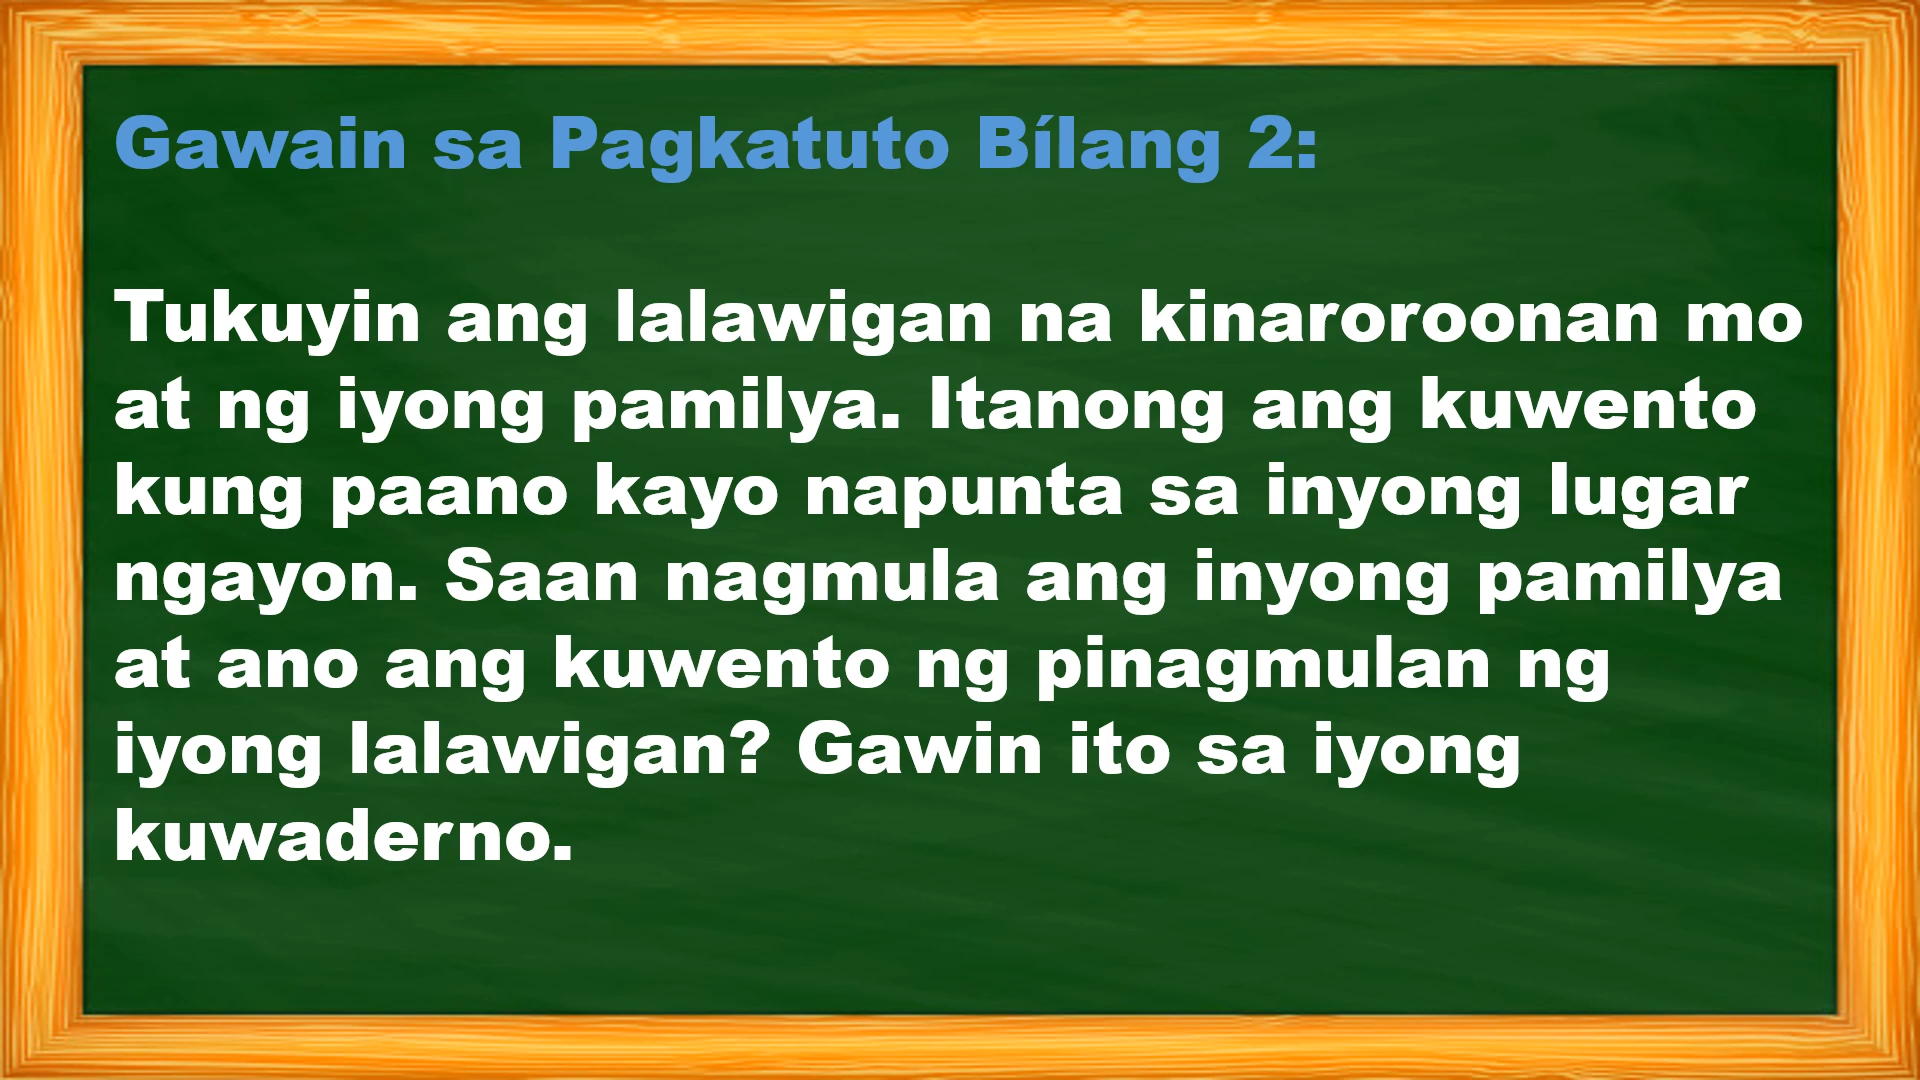 Gawain sa Pagkatuto Bílang 2:
Tukuyin ang lalawigan na kinaroroonan mo
at ng iyong pamilya. Itanong ang kuwento
kung paano kayo napunta sa inyong lugar
ngayon. Saan nagmula ang inyong pamilya
at ano ang kuwento ng pinagmulan ng
iyong lalawigan? Gawin ito sa iyong
kuwaderno.